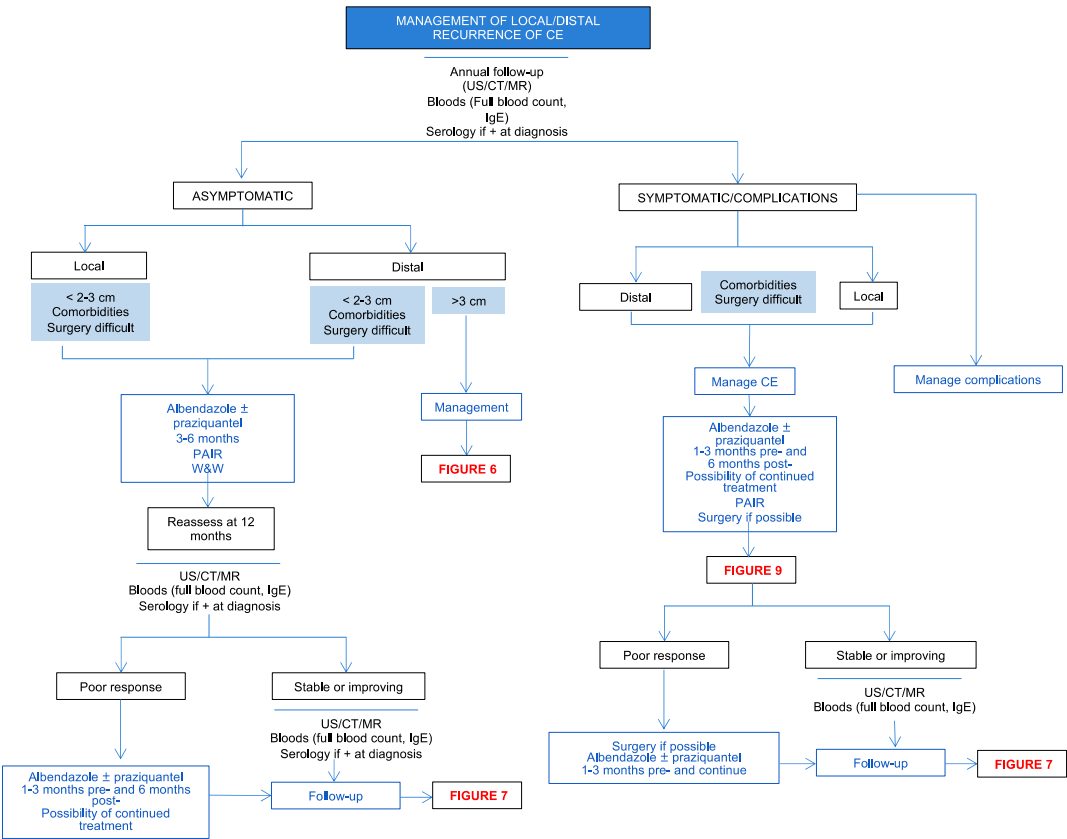 MANAGEMENT OF LOCAL/DISTAL
RECURRENCE OF CE
Annual follow-up
(US/CT/MR)
Bloods (Full blood count,
IgE)
Serology if + at diagnosis
ASYMPTOMATIC
SYMPTOMATIC/COMPLICATIONS
Local
Distal
< 2-3 cm
Comorbidities
Surgery difficult
< 2-3 cm
Comorbidities
Surgery difficult
>3 cm
Distal
Comorbidities
Surgery difficult
Local
Manage CE
Manage complications
Albendazole ±
praziquantole
3-6 months
PAIR
W&W
Management
FIGURE 6
Albendazole ±
praziquantel
1-3 months pre- and
6 months post-
Possibility of continued
treatment
PAIR
Surgery if possible
Reassess at 12
months
US/CT/MR
Bloods (full blood count, IgE)
Serology if + at diagnosis
FIGURE 9
Poor response
Stable or improving
Poor response
Stable or improving
US/CT/MR
Bloods (full blood count, IgE)
Serology if + at diagnosis
US/CT/MR
Bloods (full blood count, IgE)
Albendazole ± praziquantel
1-3 months pre- and 6 months
post-
Possibility of continued
treatment
Follow-up
FIGURE 7
Surgery if possible
Albendazole ± praziquantel
1-3 months pre- and continue
Follow-up
FIGURE 7